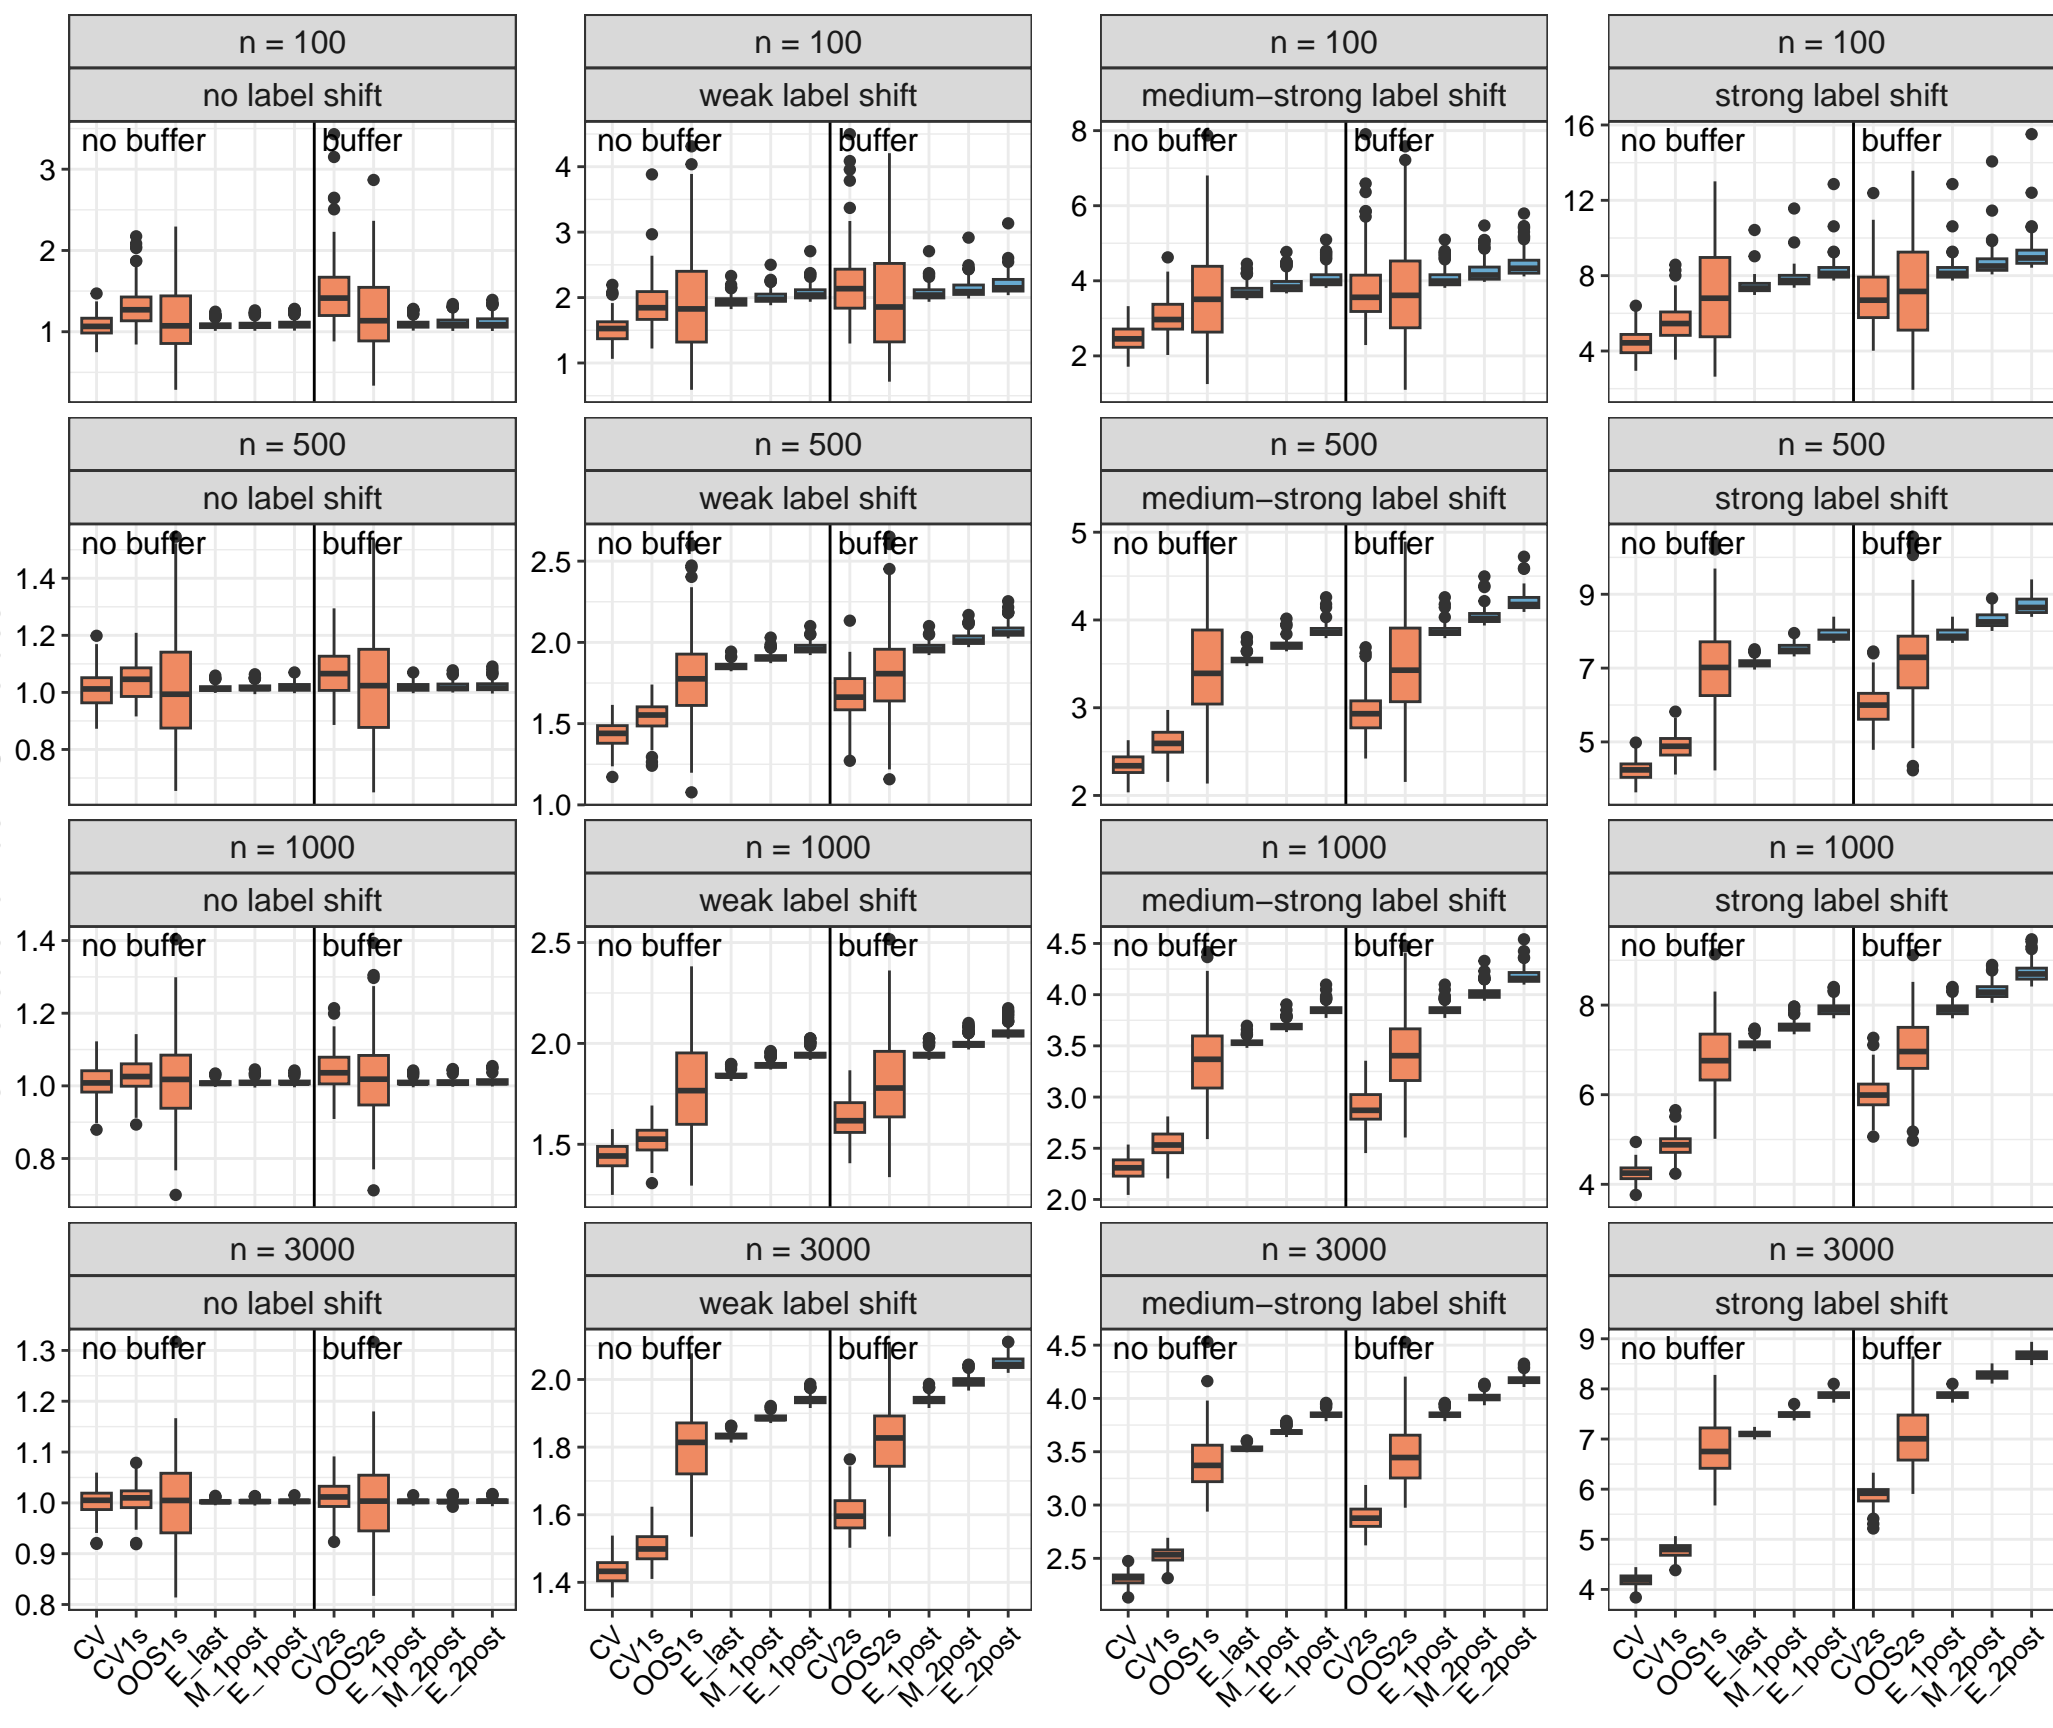 n = 100
n = 100
n = 100
n = 100
no label shift
weak label shift
medium−strong label shift
strong label shift
no buffer
buffer
no buffer
buffer
no buffer
buffer
no buffer
buffer
3
2
1
4
3
2
1
8
6
4
2
16
12
8
4
n = 500
n = 500
n = 500
n = 500
no label shift
weak label shift
medium−strong label shift
strong label shift
no buffer
buffer
no buffer
buffer
no buffer
buffer
no buffer
buffer
1.4
1.2
1.0
0.8
2.5
2.0
1.5
1.0
5
4
3
2
9
7
5
n = 1000
n = 1000
n = 1000
n = 1000
no label shift
weak label shift
medium−strong label shift
strong label shift
no buffer
buffer
no buffer
buffer
no buffer
buffer
no buffer
buffer
1.4
1.2
1.0
0.8
2.5
2.0
1.5
4.5
4.0
3.5
3.0
2.5
2.0
8
6
4
n = 3000
n = 3000
n = 3000
n = 3000
no label shift
weak label shift
medium−strong label shift
strong label shift
no buffer
buffer
no buffer
buffer
no buffer
buffer
no buffer
buffer
1.3
1.2
1.1
1.0
0.9
0.8
2.0
1.8
1.6
1.4
4.5
4.0
3.5
3.0
2.5
9
8
7
6
5
4
CV
CV1s
OOS1s
E_last
M_1post
E_1post
CV2s
OOS2s
E_1post
M_2post
E_2post
CV
CV1s
OOS1s
E_last
M_1post
E_1post
CV2s
OOS2s
E_1post
M_2post
E_2post
CV
CV1s
OOS1s
E_last
M_1post
E_1post
CV2s
OOS2s
E_1post
M_2post
E_2post
CV
CV1s
OOS1s
E_last
M_1post
E_1post
CV2s
OOS2s
E_1post
M_2post
E_2post